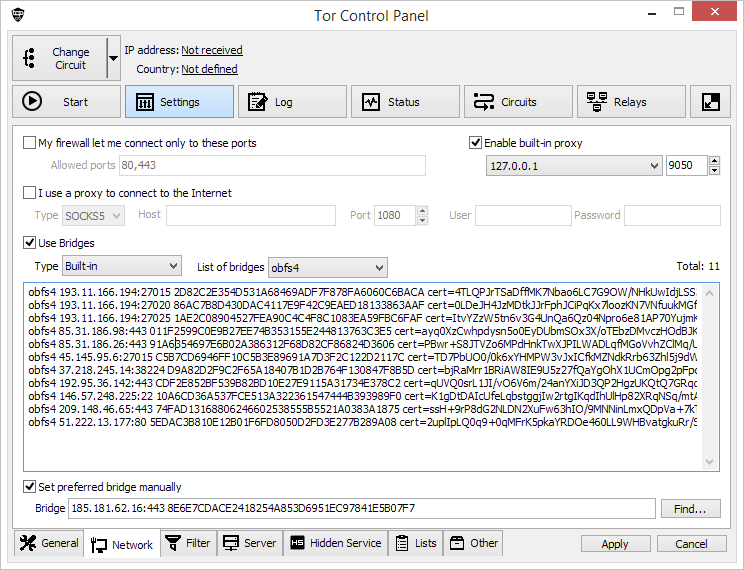 Tor Control Panel
Change Circuit
IP address: Not received
Country: Not defined
Start Settings Log Status Circuits Relays
My firewall let me connect only to these ports
Enable built-in proxy
Allowed ports 80,443
127.0.0.1 9050
I use a proxy to connect to the Internet
Type SOCKS5 Host Port 1080 User Password
Use Bridges
Type Built-in List of bridges obfs4 Total: 11
obfs4 193.11.166.194:27015 2D82C2E354D531A68469ADF7F878FA6060C6BACA cert=4TLQPJrTSaDffMK7Nbao6LC7G9OW/NHkUwIdjLSS
obfs4 193.11.166.194:27020 86AC7B8D430DAC4117E9F42C9EAED18133863AAF cert=0LDeJH4JzMDtkJJrFphJCiPqKx7loozKN7VNfuukMGf
obfs4 193.11.166.194:27025 1AE2C08904527FEA90C4C4F8C1083EA59FBC6FAF cert=ItvYZzW5tn6v3G4UnQa6Qz04Npro6e81AP70YujmK
obfs4 85.31.186.98:443 011F2599C0E9B27EE74B353155E244813763C3E5 cert=ayq0XzCwhpdysn5o0EyDUbmSOx3X/oTEbzDMvczHOdBJK
obfs4 85.31.186.26:443 91A6354697E6B02A386312F68D82CF86824D3606 cert=PBwr+S8JTVZo6MPdHnkTwXJPILWADLqfMGoVvhZClMq/U
obfs4 45.145.95.6:27015 C5B7CD6946FF10C5B3E89691A7D3F2C122D2117C cert=TD7PbUO0/0k6xYHMPW3vJxICfkMZNdkRrb63Zhl5j9dW
obfs4 37.218.245.14:38224 D9A82D2F9C2F65A18407B1D2B764F130847F8B5D cert=bjRaMrr1BRiAW8IE9U5z27fQaYgOhX1UCmOpg2pFpc
obfs4 192.95.36.142:443 CDF2E852BF539B82BD10E27E9115A31734E378C2 cert=qUVQ0srL1JI/vO6V6m/24anYXiJD3QP2HgzUKQtQ7GRqc
obfs4 146.57.248.225:22 10A6CD36A537FCE513A322361547444B393989F0 cert=K1gDtDAIcUfeLqbstggjIw2rtgIKqdIhUlHp82XRqNSq/mtA
obfs4 209.148.46.65:443 74FAD13168806246602538555B5521A0383A1875 cert=ssH+9rP8dG2NLDN2XuFw63hIO/9MNNinLmxQDpVa+7kT
obfs4 51.222.13.177:80 5EDAC3B810E12B01F6FD8050D2FD3E277B289A08 cert=2uplIpLQ0q9+0qMFrK5pkaYRDOe460LL9WHBvatgkuRr/S
Set preferred bridge manually
Bridge 185.181.62.16:443 8E6E7CDACE2418254A853D6951EC97841E5B07F7 Find...
General Network Filter Server Hidden Service Lists Other Apply Cancel